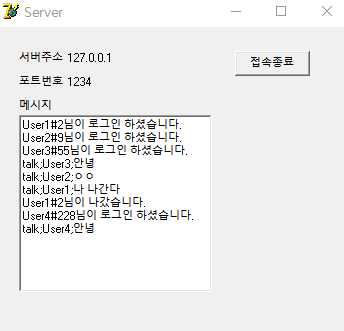 Server
서버주소 127.0.0.1
접속종료
포트번호 1234
메시지
User1#2님이 로그인 하셨습니다.
User2#9님이 로그인 하셨습니다.
User3#55님이 로그인 하셨습니다.
talk;User3;안녕
talk;User2;ㅇㅇ
talk;User1;나 나간다
User1#2님이 나갔습니다.
User4#228님이 로그인 하셨습니다.
talk;User4;안녕